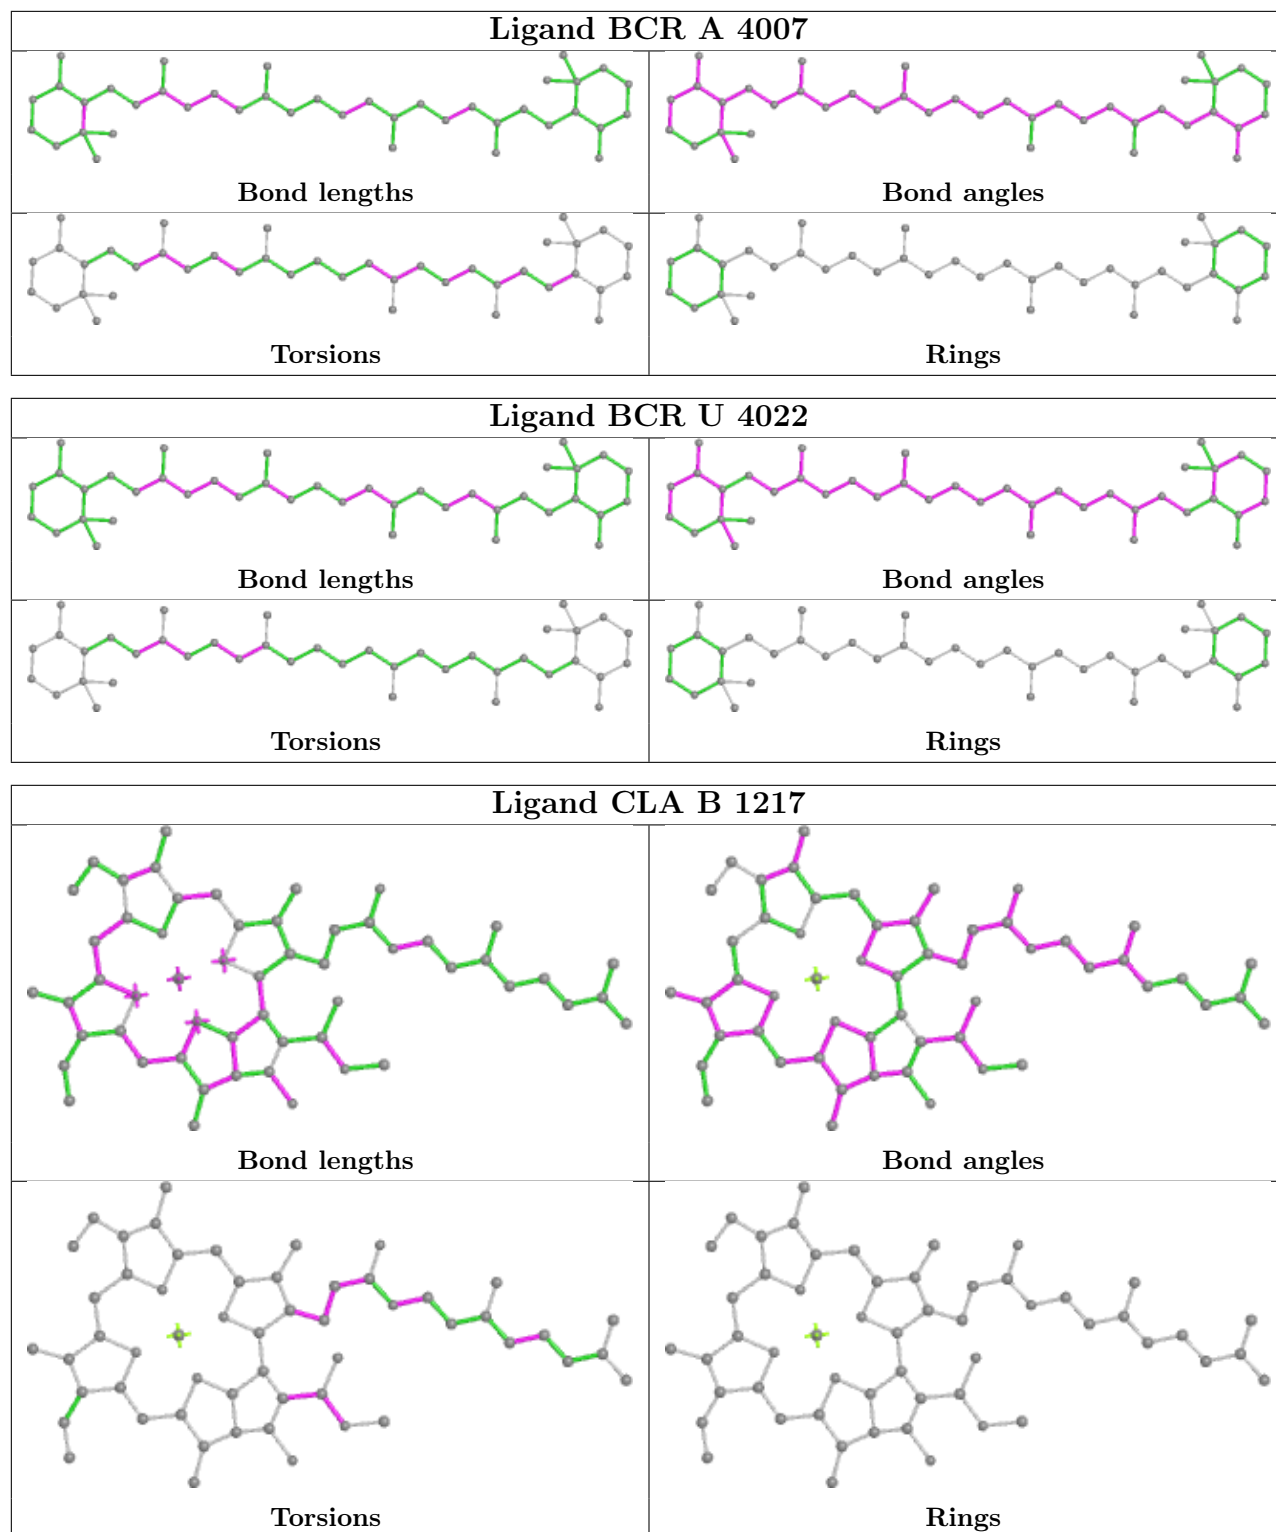 Ligand BCR A 4007
Bond lengths
Bond angles
Torsions
Rings
Ligand BCR U 4022
Bond lengths
Bond angles
Torsions
Rings
Ligand CLA B 1217
Bond lengths
Bond angles
Torsions
Rings